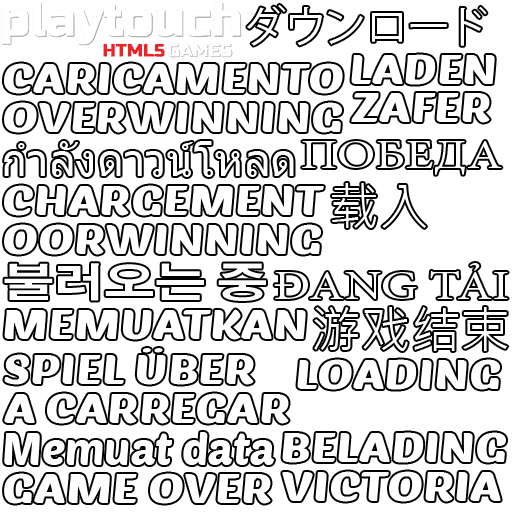 playtouch
HTML5 GAMES
ダウンロード
CARICAMENTO
LADEN
OVERWINNING
ZAFER
กำลังดาวน์โหลด
ПОБЕДА
CHARGEMENT
载入
OORWINNING
불러오는 중
ĐANG TẢI
MEMUATKAN
游戏结束
SPIEL ÜBER
LOADING
A CARREGAR
Memuat data
BELADING
GAME OVER
VICTORIA